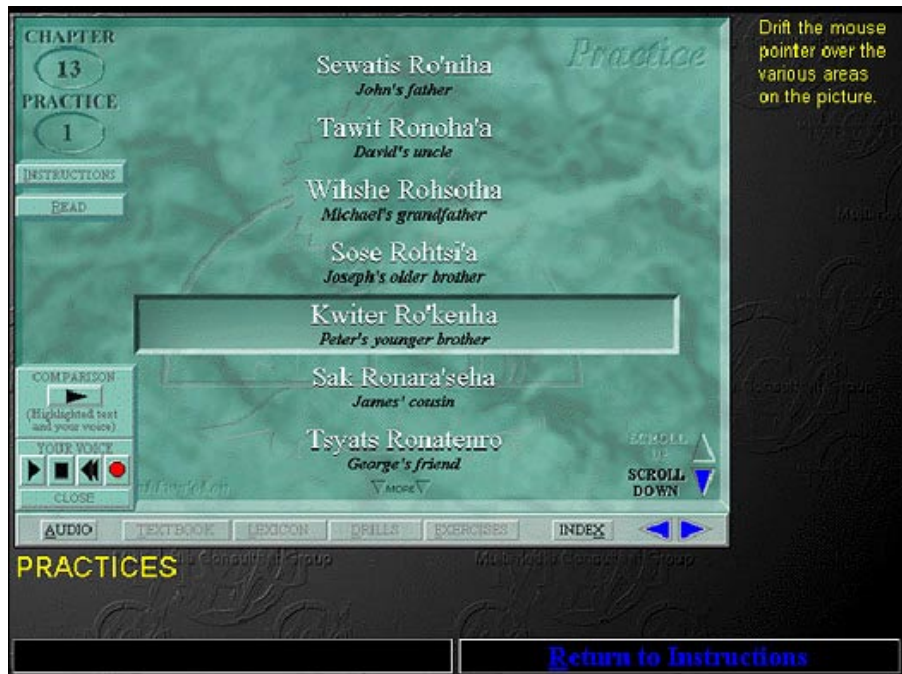 CHAPTER
13
PRACTICE
1
INSTRUCTIONS
READ
Practice
Sewatis Ro'niha
John's father
Tawit Ronoha'a
David's uncle
Wihshe Rohsotha
Michael's grandfather
Sose Rohtsi'a
Joseph's older brother
Kwiter Ro'kenha
Peter's younger brother
Sak Ronara'seha
James' cousin
Tsyats Ronatenro
George's friend
MORE
COMPARISON
(Highlighted text
and your voice)
YOUR VOICE
CLOSE
SCROLL
UP
SCROLL
DOWN
AUDIO TEXTBOOK LEXICON DRILLS EXERCISES INDEX
Drift the mouse
pointer over the
various areas
on the picture.
PRACTICES
Return to Instructions